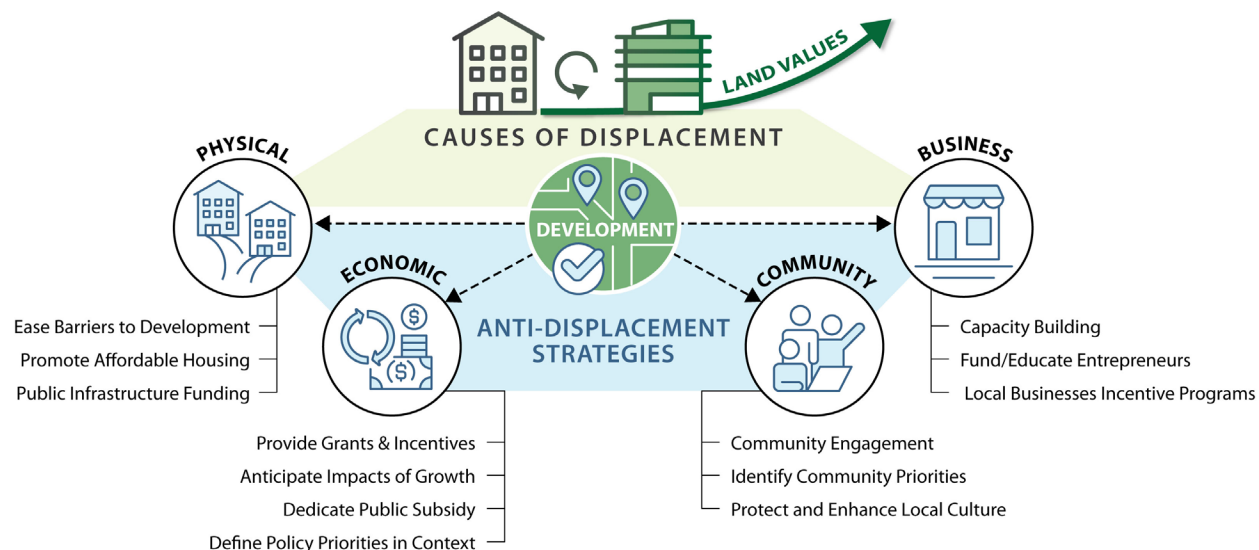 LAND VALUES
CAUSES OF DISPLACEMENT
PHYSICAL
BUSINESS
DEVELOPMENT
ECONOMIC
COMMUNITY
ANTI-DISPLACEMENT
STRATEGIES
$
($)
Ease Barriers to Development
Promote Affordable Housing
Public Infrastructure Funding
Capacity Building
Fund/Educate Entrepreneurs
Local Businesses Incentive Programs
Provide Grants & Incentives
Anticipate Impacts of Growth
Dedicate Public Subsidy
Define Policy Priorities in Context
Community Engagement
Identify Community Priorities
Protect and Enhance Local Culture